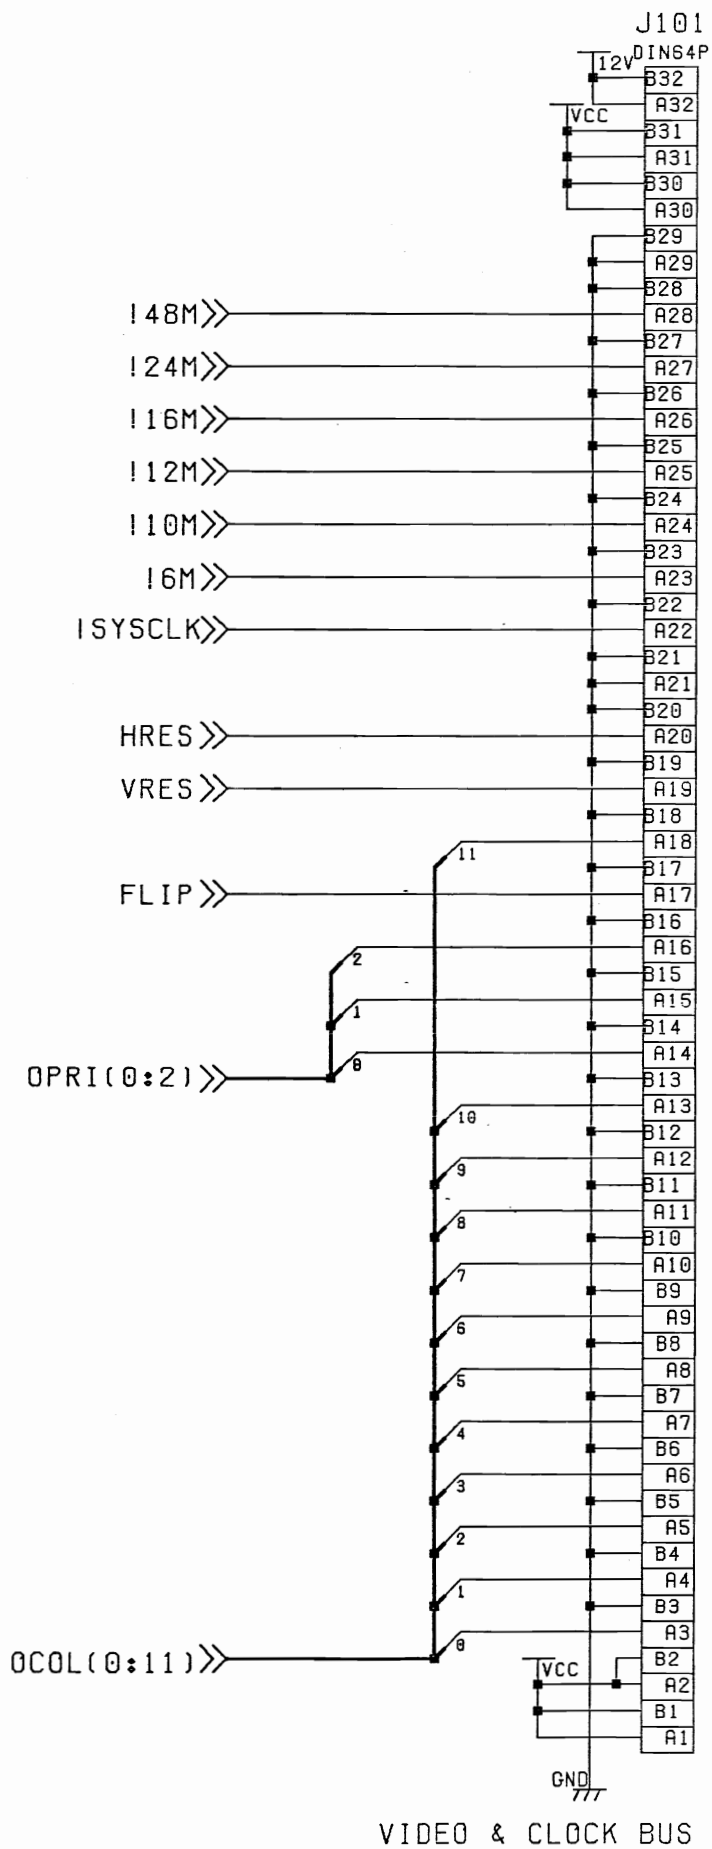 J101
DIN64P
12V
B32
A32
VCC
B31
A31
B30
A30
B29
A29
B28
!48M A28
B27
!24M A27
B26
!16M A26
B25
!12M A25
B24
!10M A24
B23
!6M A23
B22
!SYSCLK A22
B21
A21
B20
HRES A20
B19
VRES A19
B18
11 A18
B17
FLIP A17
B16
2 A16
B15
1 A15
B14
0 A14
OPRI(0:2) B13
10 A13
B12
9 A12
B11
8 A11
B10
7 A10
B9
6 A9
B8
5 A8
B7
4 A7
B6
3 A6
B5
2 A5
B4
1 A4
B3
0 A3
OCOL(0:11) B2
VCC
A2
B1
A1
GND
VIDEO & CLOCK BUS